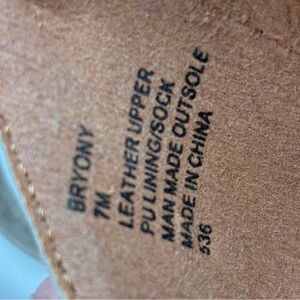 BRYONY
7M.
LEATHER UPPER
PU LINING/SOCK
MAN MADE OUTSOLE
MADE IN CHINA
536